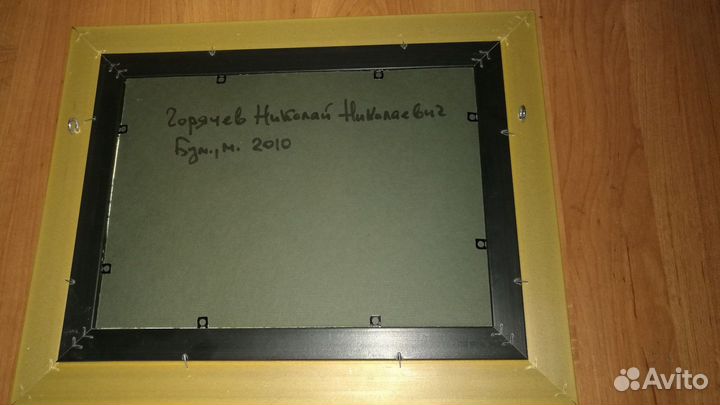 Горячев Николай Николаевич
Бум., м. 2010
Avito